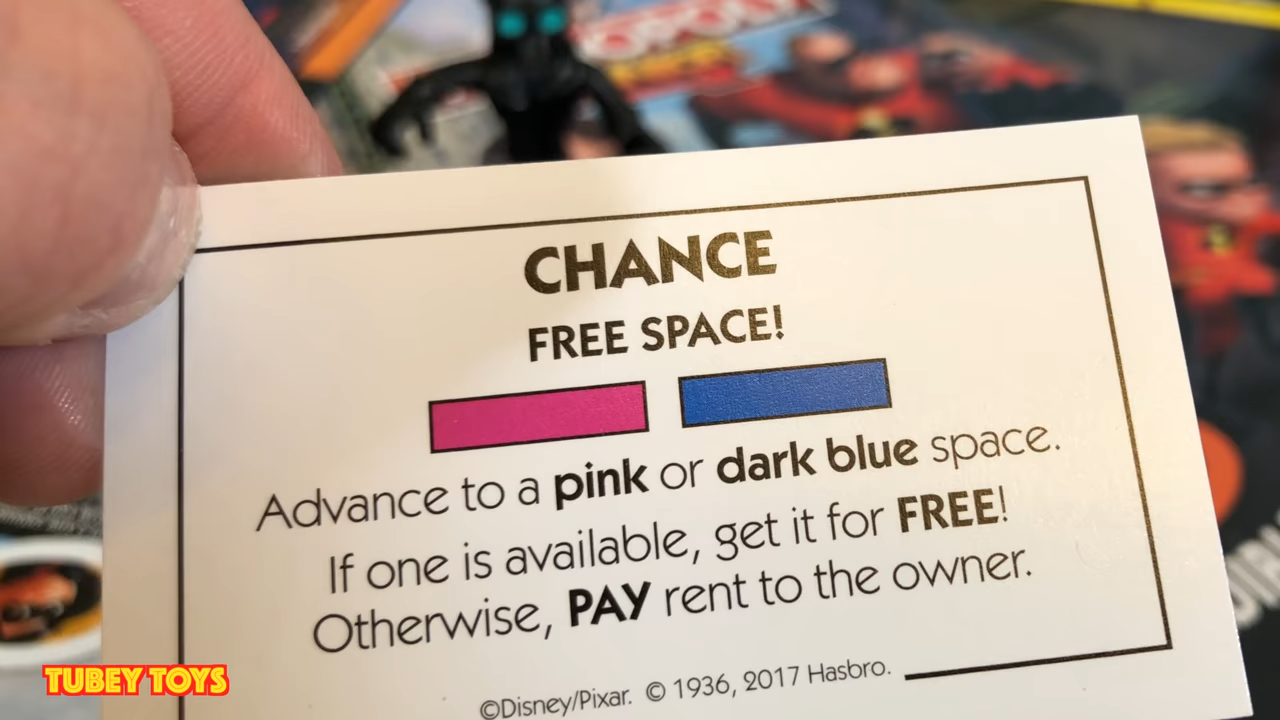 OPOLY
CHANCE
FREE SPACE!
Advance to a pink or dark blue space.
If one is available, get it for FREE!
Otherwise, PAY rent to the owner.
©Disney/Pixar. © 1936, 2017 Hasbro.
TUBEY TOYS